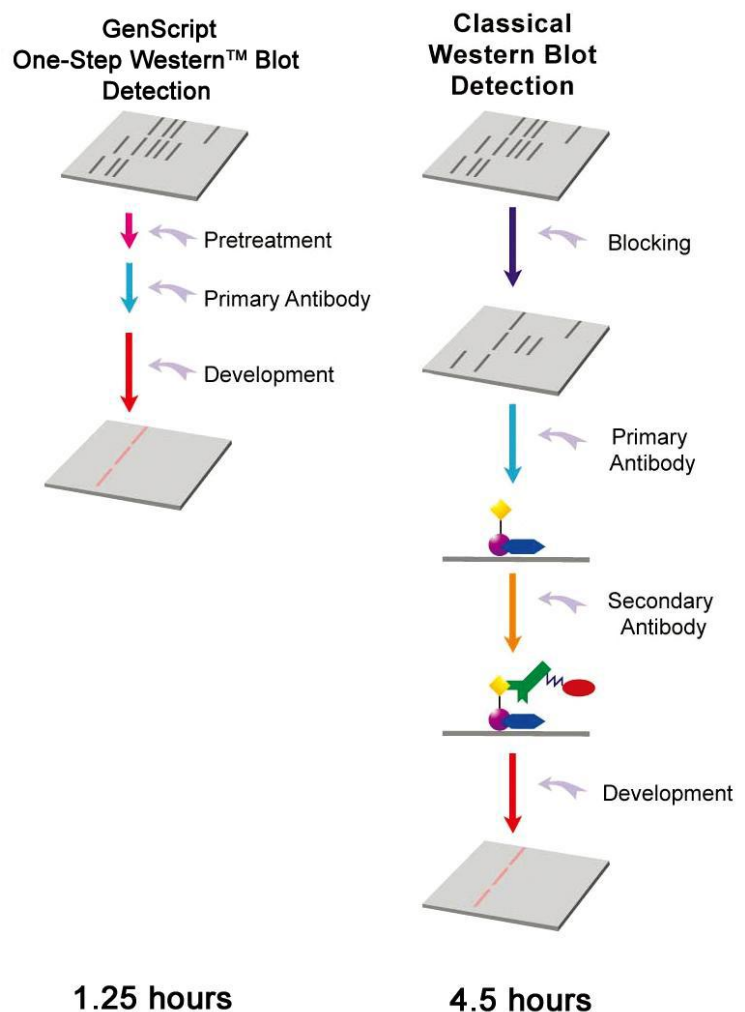 GenScript
One-Step Western™ Blot
Detection
Pretreatment
Primary Antibody
Development
1.25 hours
Classical
Western Blot
Detection
Blocking
Primary
Antibody
Secondary
Antibody
Development
4.5 hours